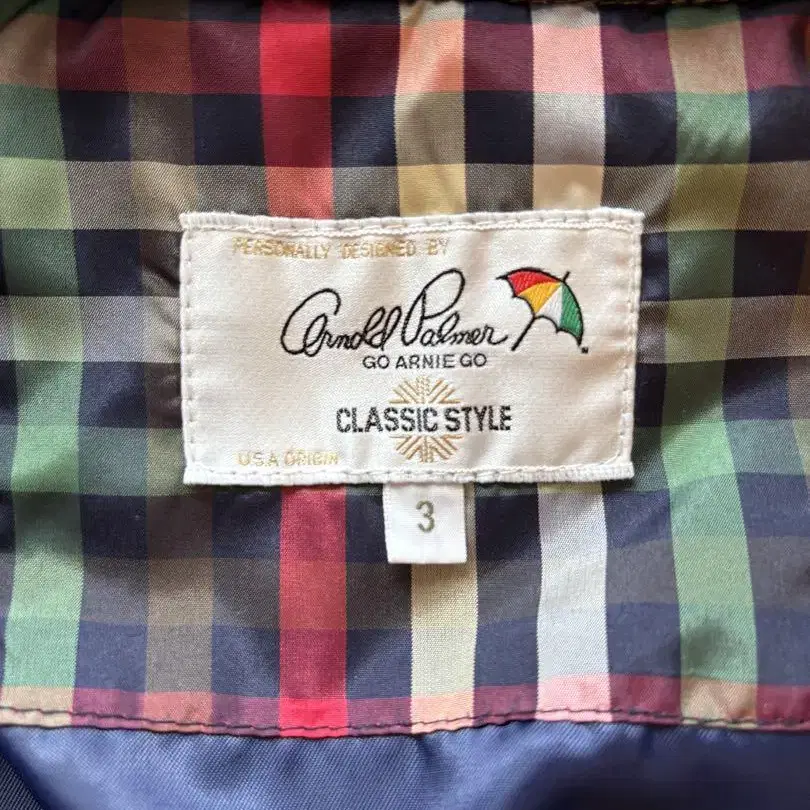 PERSONALLY DESIGNED BY
Arnold Palmer
GO ARNIE GO
CLASSIC STYLE
U.S.A ORIGIN
3